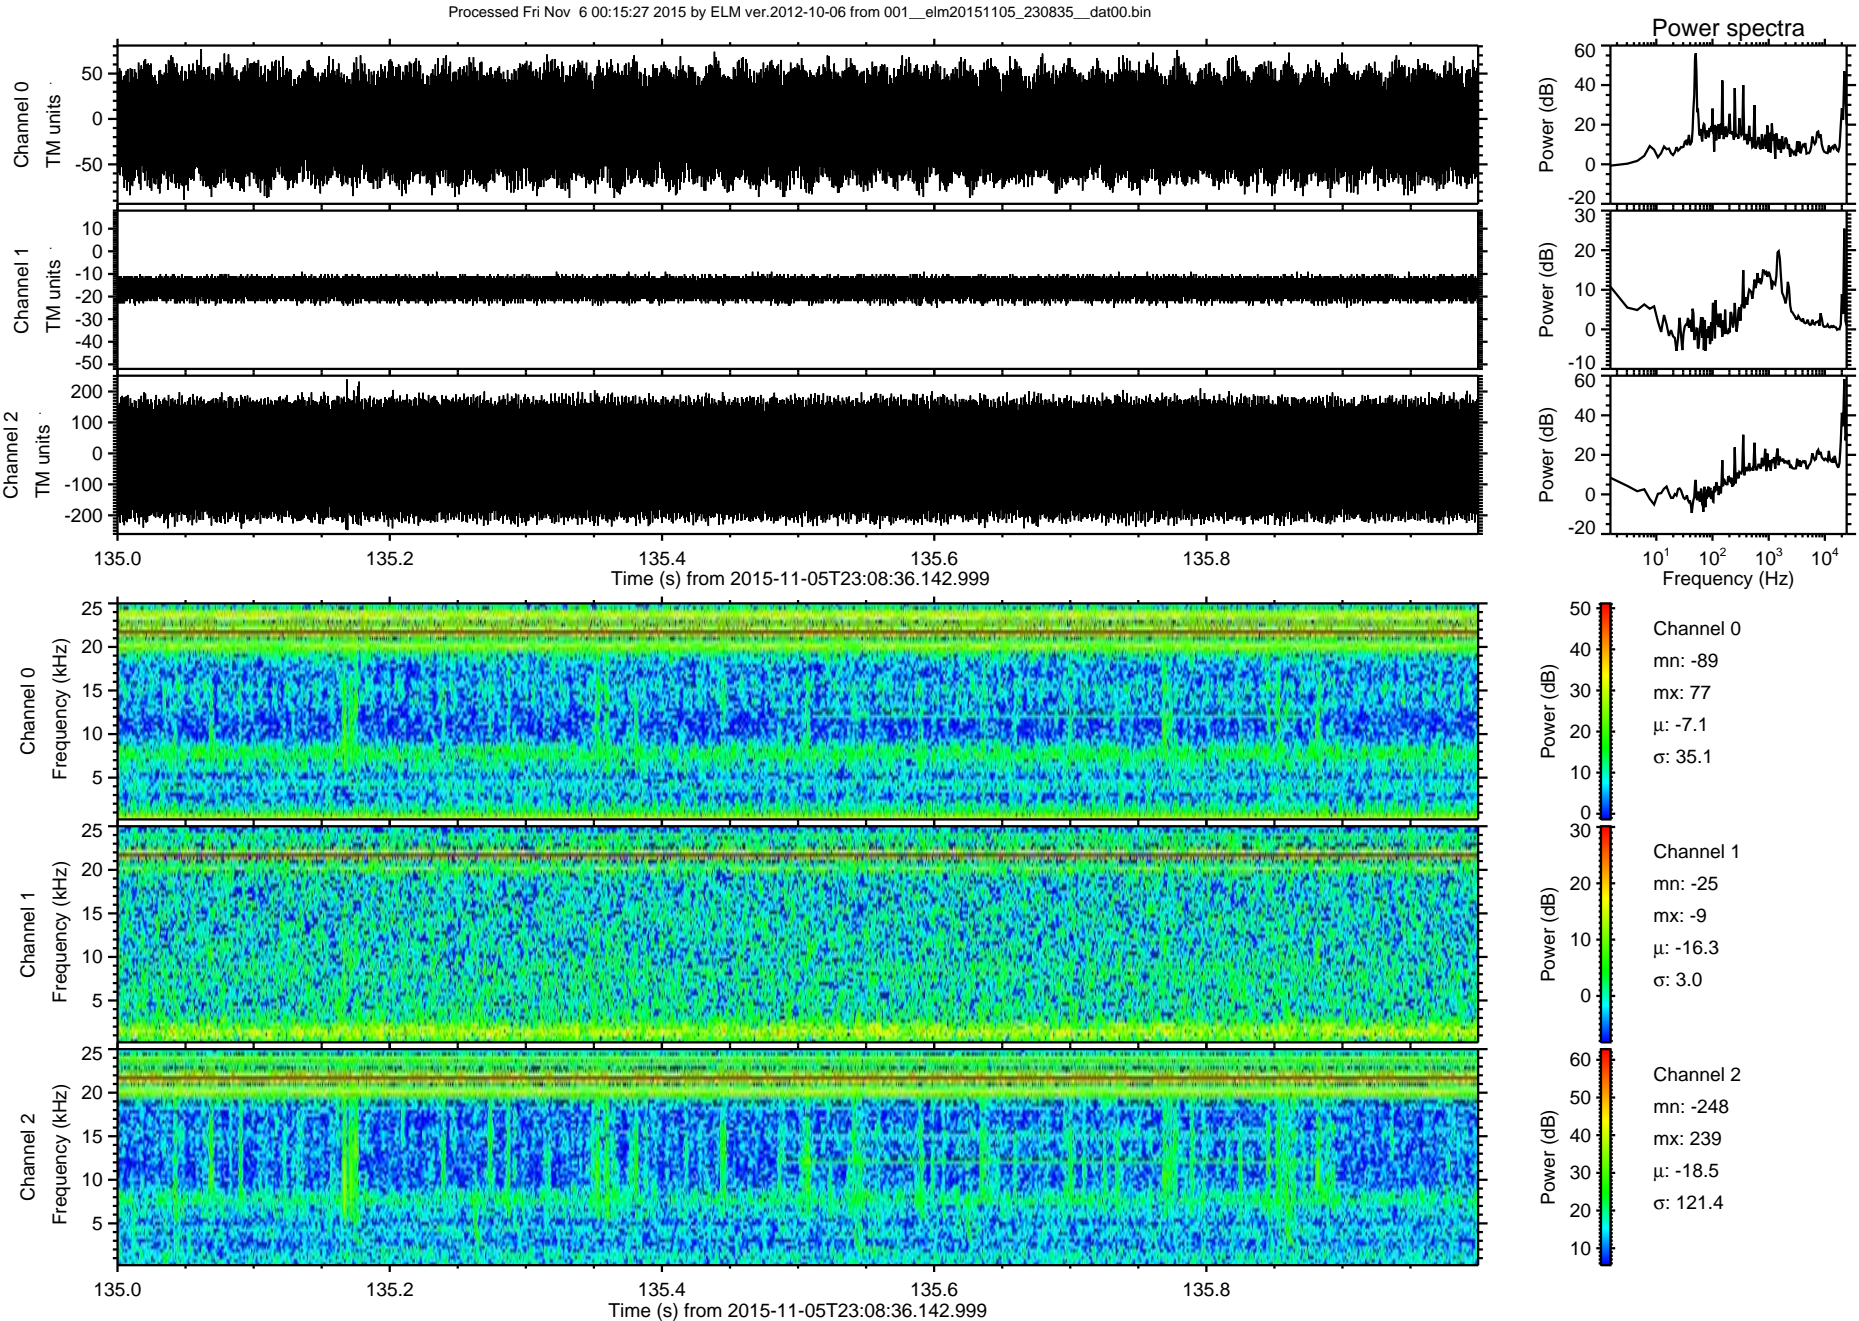 Processed Fri Nov 6 00:15:27 2015 by ELM ver.2012-10-06 from 001__elm20151105_230835__dat00.bin
Power spectra
Channel 0
TM units
50
0
-50
Power (dB)
60
40
20
0
-20
Channel 1
TM units
10
0
-10
-20
-30
-40
-50
Power (dB)
30
20
10
0
-10
Channel 2
TM units
200
100
0
-100
-200
Power (dB)
60
40
20
0
-20
135.0 135.2 135.4 135.6 135.8
Time (s) from 2015-11-05T23:08:36.142.999
10¹ 10² 10³ 10⁴
Frequency (Hz)
Channel 0
Frequency (kHz)
25
20
15
10
5
Power (dB)
50
40
30
20
10
0
Channel 0
mn: -89
mx: 77
μ: -7.1
σ: 35.1
Channel 1
Frequency (kHz)
25
20
15
10
5
Power (dB)
30
20
10
0
Channel 1
mn: -25
mx: -9
μ: -16.3
σ: 3.0
Channel 2
Frequency (kHz)
25
20
15
10
5
Power (dB)
60
50
40
30
20
10
Channel 2
mn: -248
mx: 239
μ: -18.5
σ: 121.4
135.0 135.2 135.4 135.6 135.8
Time (s) from 2015-11-05T23:08:36.142.999